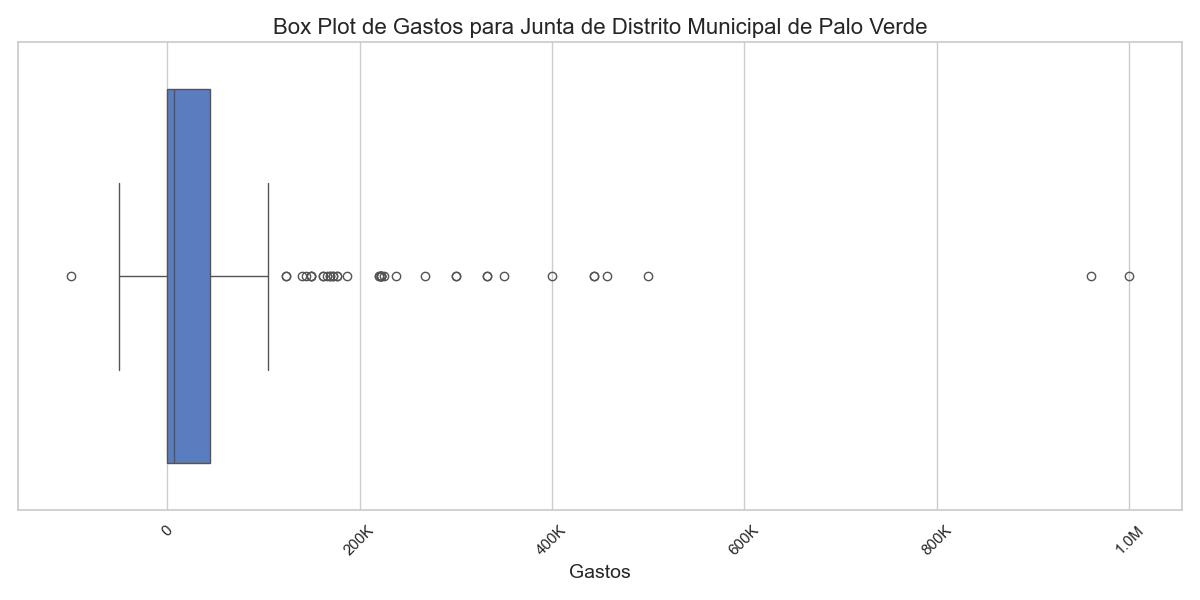 Box Plot de Gastos para Junta de Distrito Municipal de Palo Verde
0
200K
400K
600K
800K
1.0M
Gastos